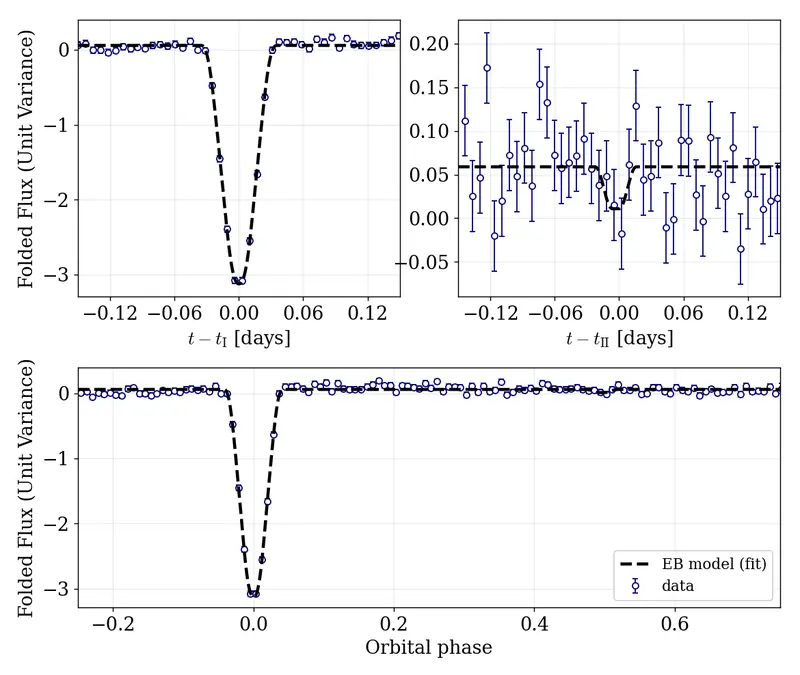 Folded Flux (Unit Variance)
0
−1
−2
−3
−0.12 −0.06 0.00 0.06 0.12
t − tI [days]
0.20
0.15
0.10
0.05
0.00
−0.05
−0.12 −0.06 0.00 0.06 0.12
t − tII [days]
Folded Flux (Unit Variance)
0
−1
−2
−3
EB model (fit)
data
−0.2 0.0 0.2 0.4 0.6
Orbital phase